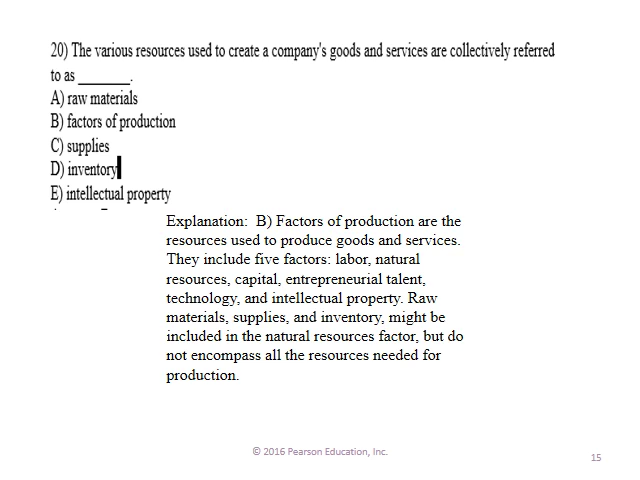 20) The various resources used to create a company's goods and services are collectively referred
to as _______.
A) raw materials
B) factors of production
C) supplies
D) inventory
E) intellectual property
Explanation:  B) Factors of production are the
resources used to produce goods and services.
They include five factors: labor, natural
resources, capital, entrepreneurial talent,
technology, and intellectual property. Raw
materials, supplies, and inventory, might be
included in the natural resources factor, but do
not encompass all the resources needed for
production.
© 2016 Pearson Education, Inc.
15